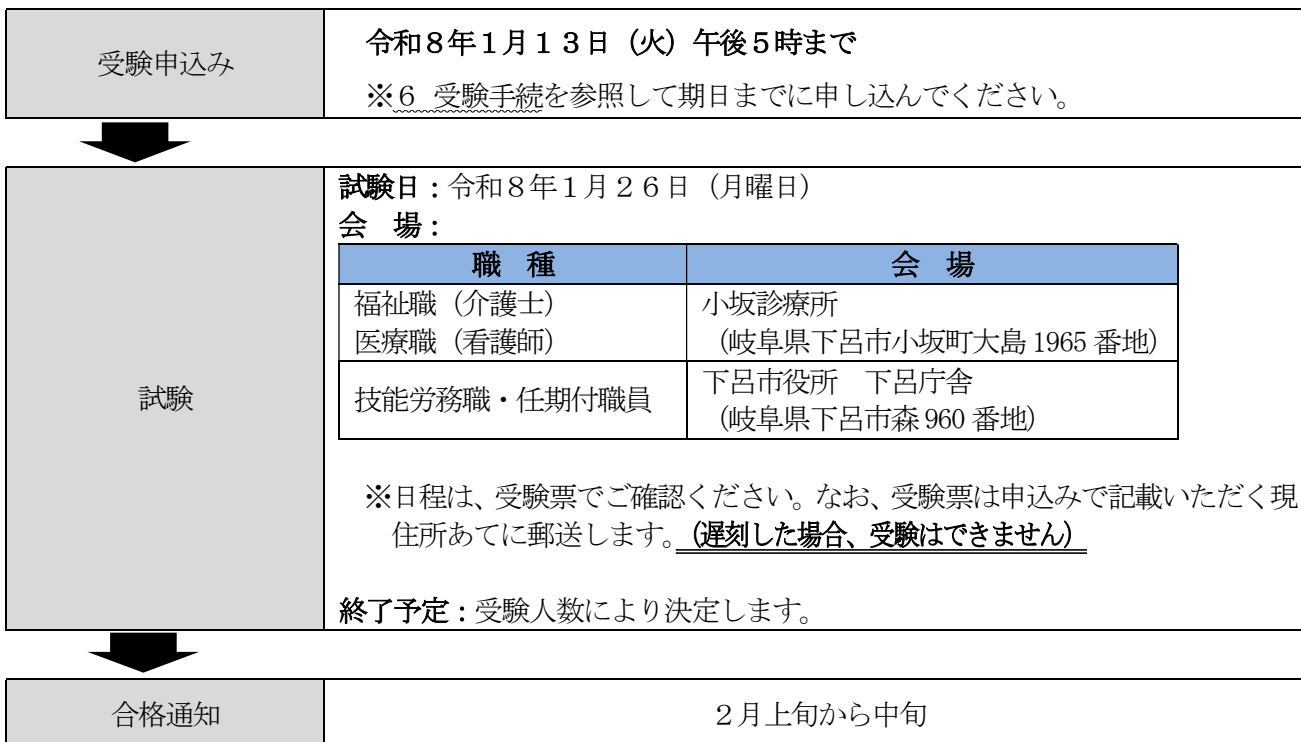 受験申込み
令和８年１月１３日（火）午後５時まで
※６ 受験手続を参照して期日までに申し込んでください。
試験
試験日：令和８年１月２６日（月曜日）
会　場：
職　種
会　場
福祉職（介護士）
医療職（看護師）
小坂診療所
（岐阜県下呂市小坂町大島 1965 番地）
技能労務職・任期付職員
下呂市役所　下呂庁舎
（岐阜県下呂市森 960 番地）
※日程は、受験票でご確認ください。なお、受験票は申込みで記載いただく現
住所あてに郵送します。（遅刻した場合、受験はできません）
終了予定：受験人数により決定します。
合格通知
２月上旬から中旬